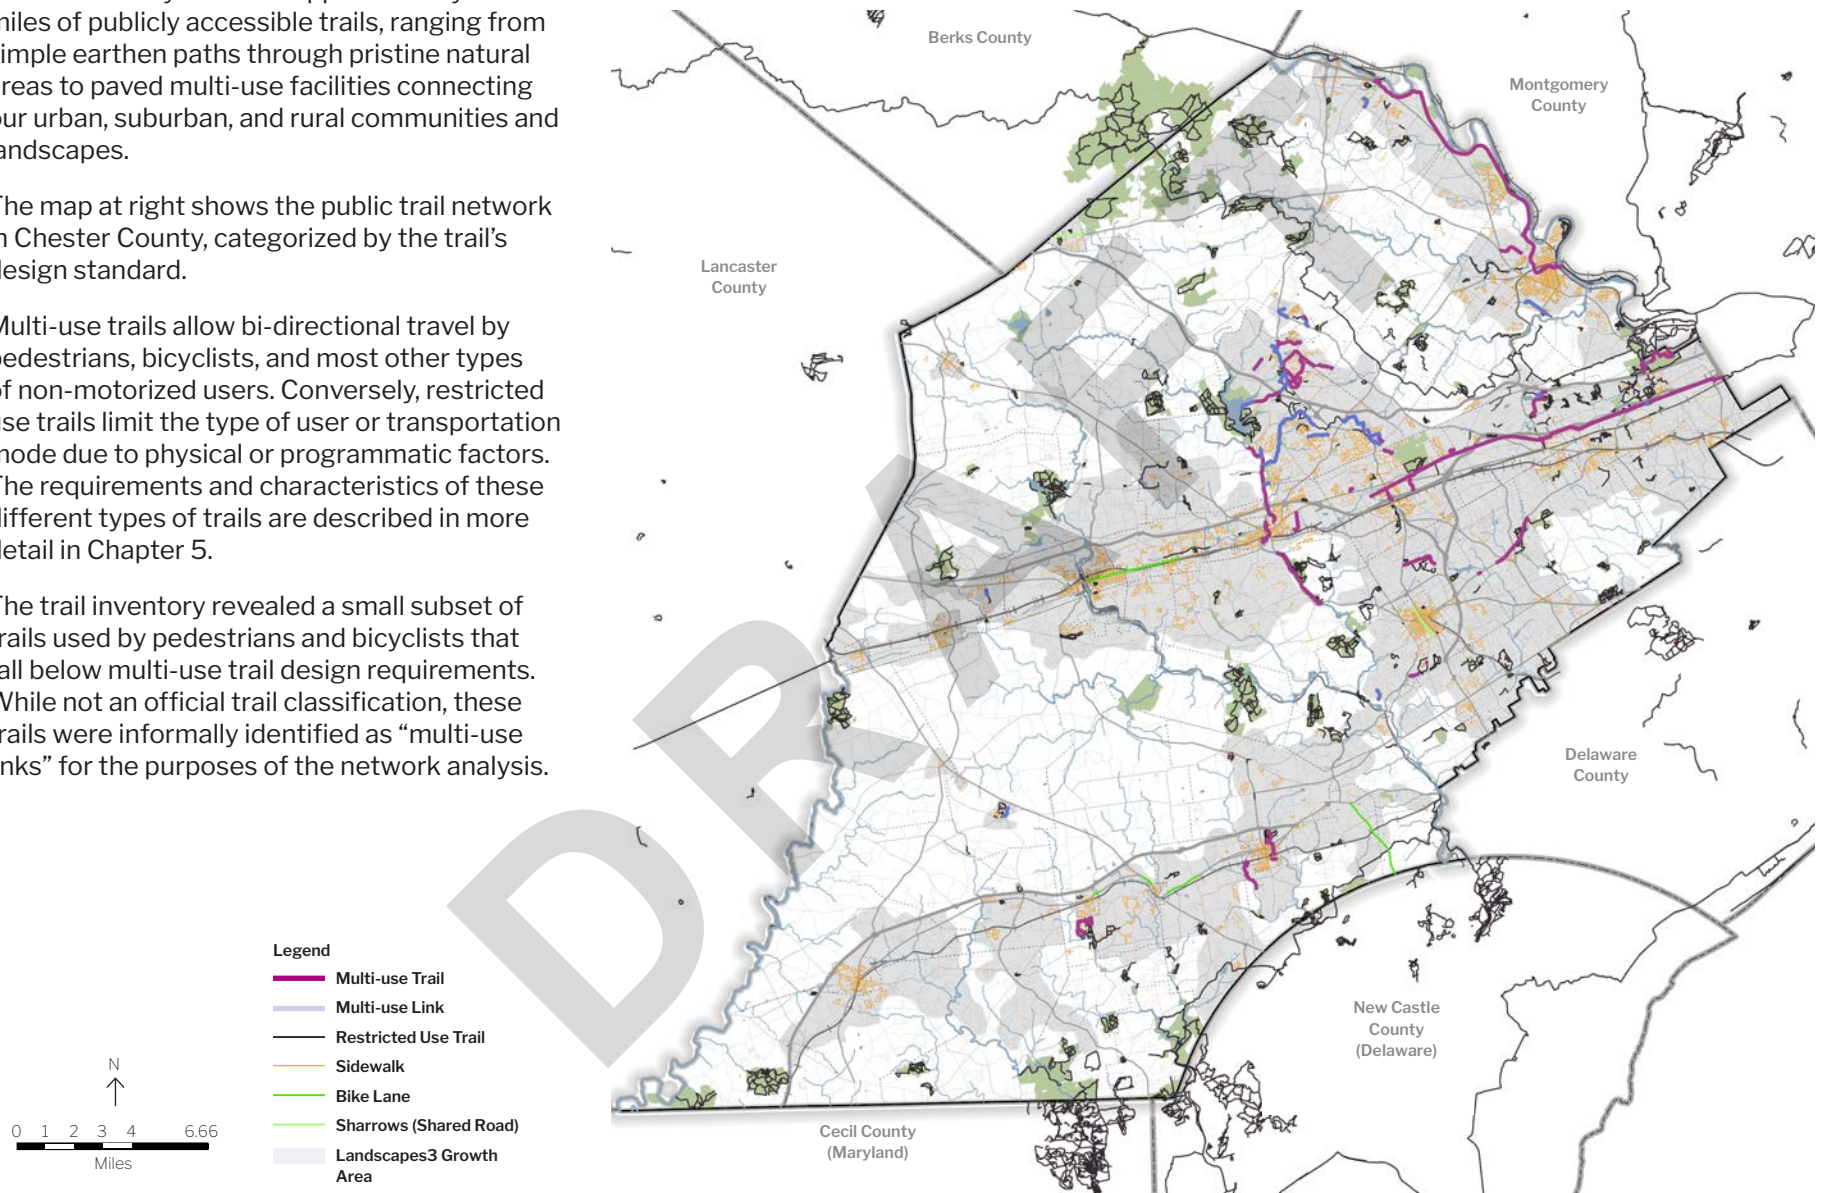 miles of publicly accessible trails, ranging from
simple earthen paths through pristine natural
areas to paved multi-use facilities connecting
our urban, suburban, and rural communities and
landscapes.
The map at right shows the public trail network
in Chester County, categorized by the trail’s
design standard.
Multi-use trails allow bi-directional travel by
pedestrians, bicyclists, and most other types
of non-motorized users. Conversely, restricted
use trails limit the type of user or transportation
mode due to physical or programmatic factors.
The requirements and characteristics of these
different types of trails are described in more
detail in Chapter 5.
The trail inventory revealed a small subset of
trails used by pedestrians and bicyclists that
fall below multi-use trail design requirements.
While not an official trail classification, these
trails were informally identified as “multi-use
links” for the purposes of the network analysis.
Berks County
Montgomery
County
Lancaster
County
Delaware
County
New Castle
County
(Delaware)
Cecil County
(Maryland)
DRAFT
Legend
Multi-use Trail
Multi-use Link
Restricted Use Trail
Sidewalk
Bike Lane
Sharrows (Shared Road)
Landscapes3 Growth
Area
N
0 1 2 3 4 6.66
Miles